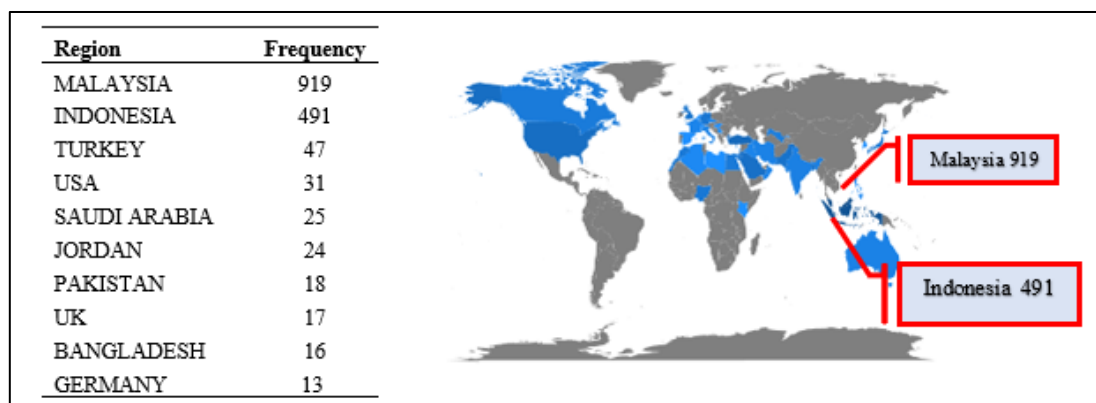 Region Frequency
MALAYSIA 919
INDONESIA 491
TURKEY 47
USA 31
SAUDI ARABIA 25
JORDAN 24
PAKISTAN 18
UK 17
BANGLADESH 16
GERMANY 13
Malaysia 919
Indonesia 491